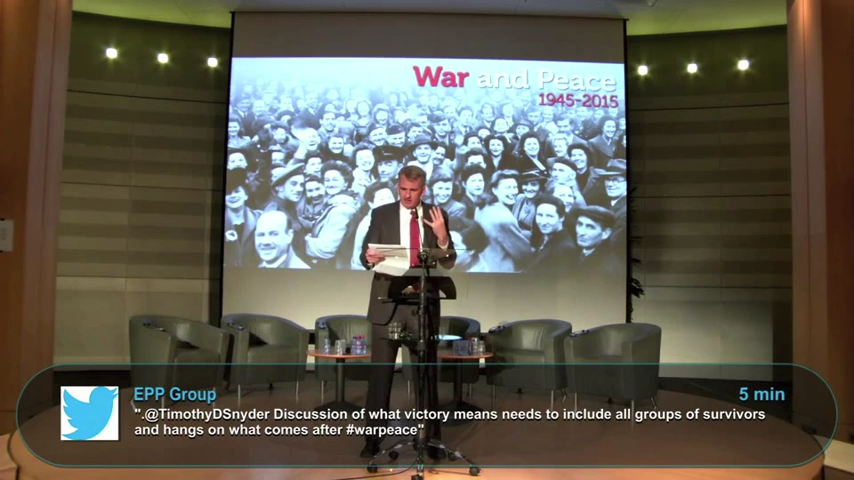 War and Peace
1945-2015
EPP Group
5 min
".@TimothyDSnyder Discussion of what victory means needs to include all groups of survivors
and hangs on what comes after #warpeace"